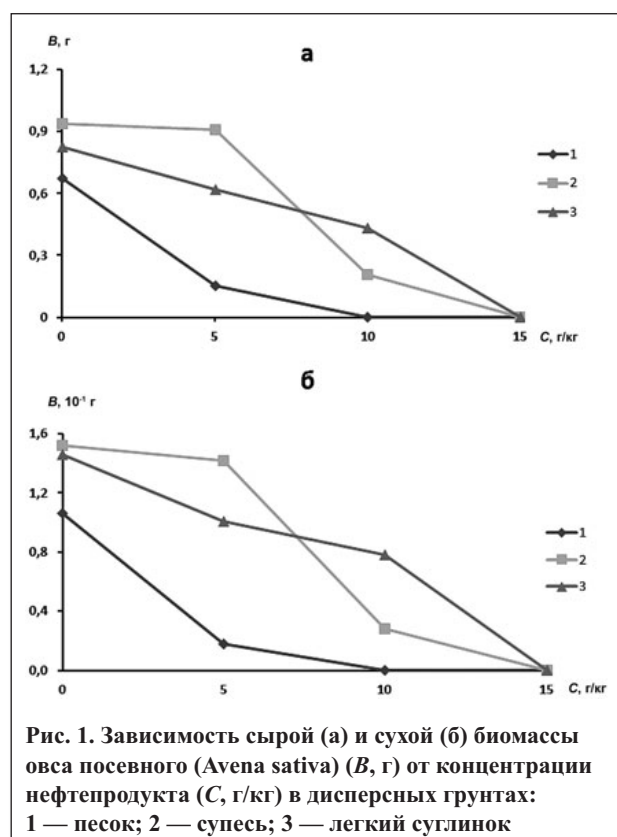 B, г
а
1,2
0,9
0,6
0,3
0
0
5
10
15
C, г/кг
1
2
3
б
B, 10⁻¹ г
1,6
1,2
0,8
0,4
0,0
0
5
10
15
C, г/кг
1
2
3
Рис. 1. Зависимость сырой (а) и сухой (б) биомассы
овса посевного (Avena sativa) (B, г) от концентрации
нефтепродукта (C, г/кг) в дисперсных грунтах:
1 — песок; 2 — супесь; 3 — легкий суглинок